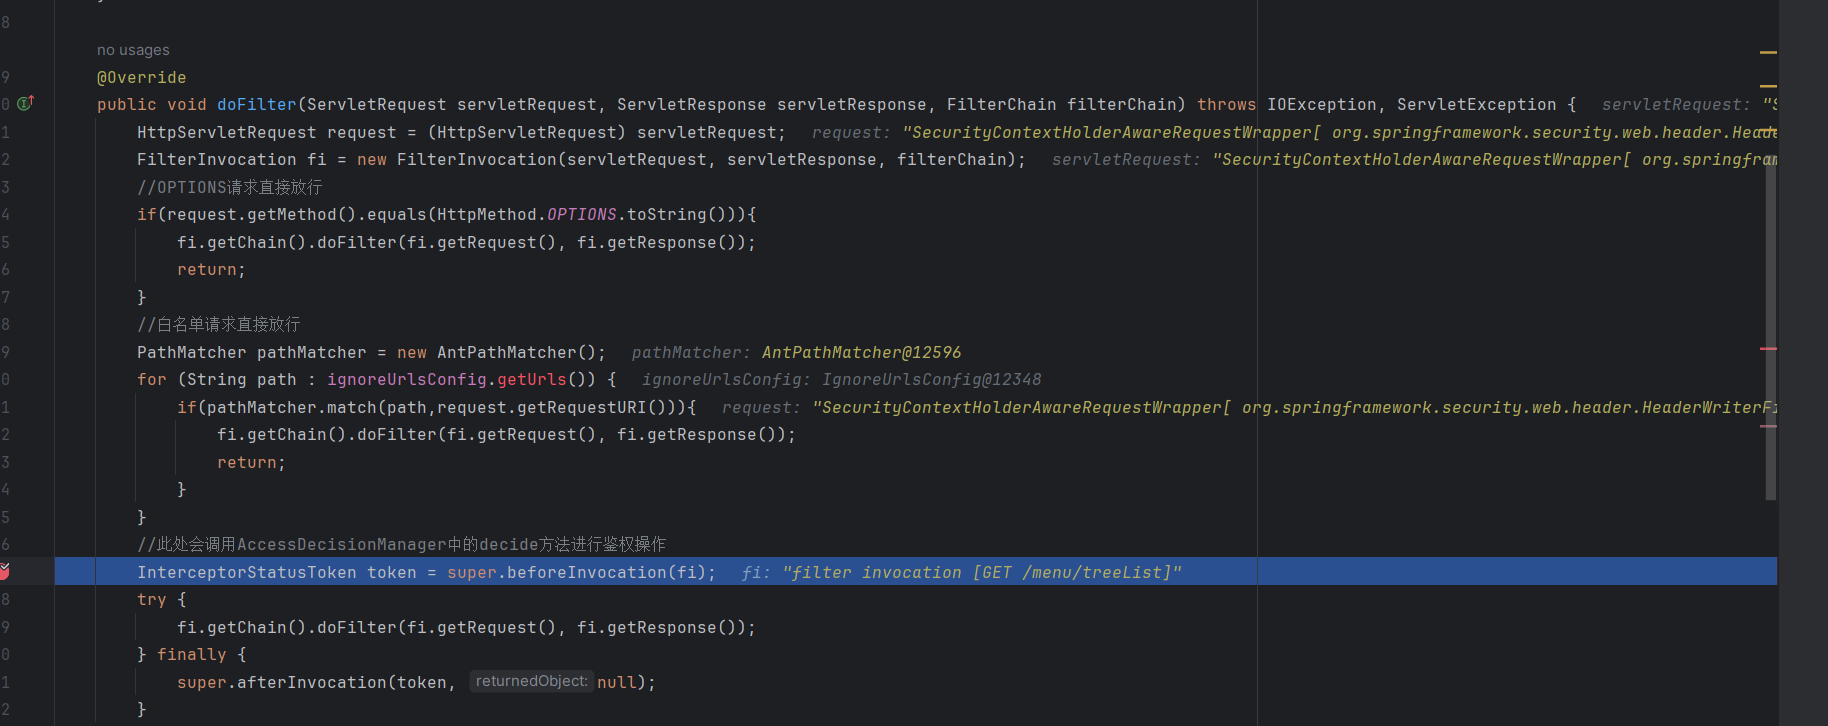 8
no usages
9 @Override
0 public void doFilter(ServletRequest servletRequest, ServletResponse servletResponse, FilterChain filterChain) throws IOException, ServletException { servletRequest: "S
1 HttpServletRequest request = (HttpServletRequest) servletRequest; request: "SecurityContextHolderAwareRequestWrapper[ org.springframework.security.web.header.Heade
2 FilterInvocation fi = new FilterInvocation(servletRequest, servletResponse, filterChain); servletRequest: "SecurityContextHolderAwareRequestWrapper[ org.springfram
3 //OPTIONS请求直接放行
4 if(request.getMethod().equals(HttpMethod.OPTIONS.toString())){
5 fi.getChain().doFilter(fi.getRequest(), fi.getResponse());
6 return;
7 }
8 //白名单请求直接放行
9 PathMatcher pathMatcher = new AntPathMatcher(); pathMatcher: AntPathMatcher@12596
0 for (String path : ignoreUrlsConfig.getUrls()) { ignoreUrlsConfig: IgnoreUrlsConfig@12348
1 if(pathMatcher.match(path,request.getRequestURI())){ request: "SecurityContextHolderAwareRequestWrapper[ org.springframework.security.web.header.HeaderWriterFi
2 fi.getChain().doFilter(fi.getRequest(), fi.getResponse());
3 return;
4 }
5 }
6 //此处会调用AccessDecisionManager中的decide方法进行鉴权操作
InterceptorStatusToken token = super.beforeInvocation(fi); fi: "filter invocation [GET /menu/treeList]"
8 try {
9 fi.getChain().doFilter(fi.getRequest(), fi.getResponse());
0 } finally {
1 super.afterInvocation(token, returnedObject: null);
2 }